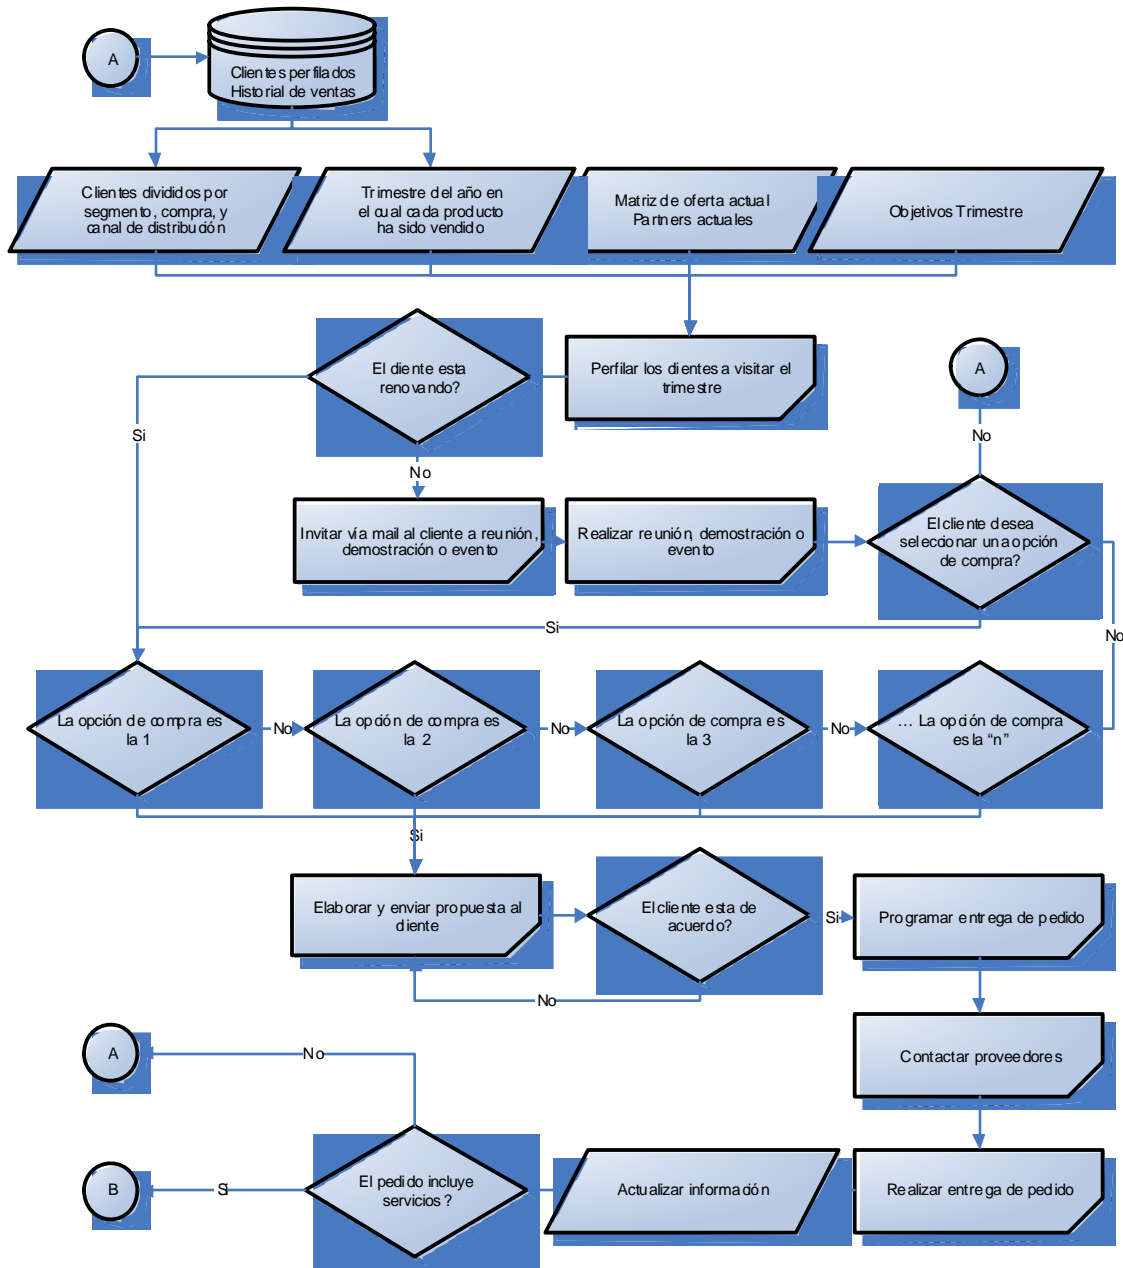 A
Clientes perfilados
Historial de ventas
Clientes divididos por
segmento, compra, y
canal de distribución
Trimestre del año en
el cual cada producto
ha sido vendido
Matriz de oferta actual
Partners actuales
Objetivos Trimestre
El cliente esta
renovando?
Perfilar los clientes a visitar el
trimestre
A
Si
No
No
Invitar vía mail al cliente a reunión,
demostración o evento
Realizar reunión, demostración o
evento
El cliente desea
seleccionar una opción
de compra?
Si
No
La opción de compra es
la 1
No
La opción de compra es
la 2
No
La opción de compra es
la 3
No
... La opción de compra
es la “n”
Si
Elaborar y enviar propuesta al
cliente
El cliente esta de
acuerdo?
Si
Programar entrega de pedido
No
A
No
Contactar proveedores
B
Si
El pedido incluye
servicios?
Actualizar información
Realizar entrega de pedido